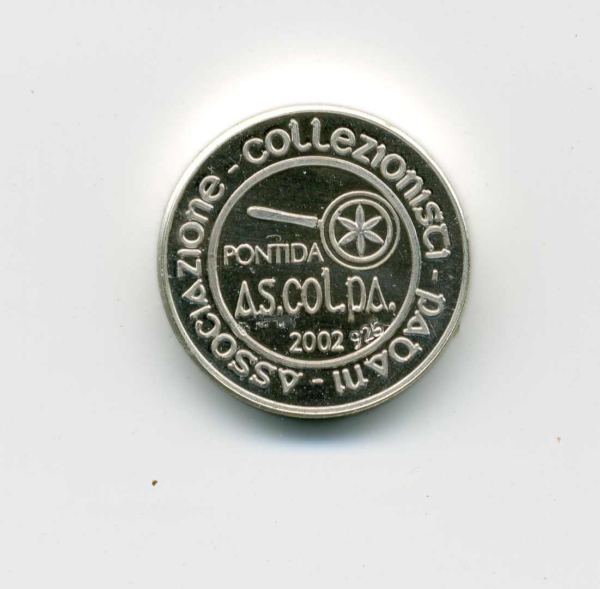 ASSOCIAZIONE - COLLEZIONISTI - PADANI -
PONTIDA
AS.COL.PA.
2002 925